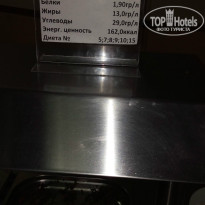 Белки 1,90гр/л
Жиры 13,0гр/л
Углеводы 29,0гр/л
Энерг. ценность 162,0ккал
Диета № 5;7;8;9;10;15
TOP Hotels
ФОТО ТУРИСТА